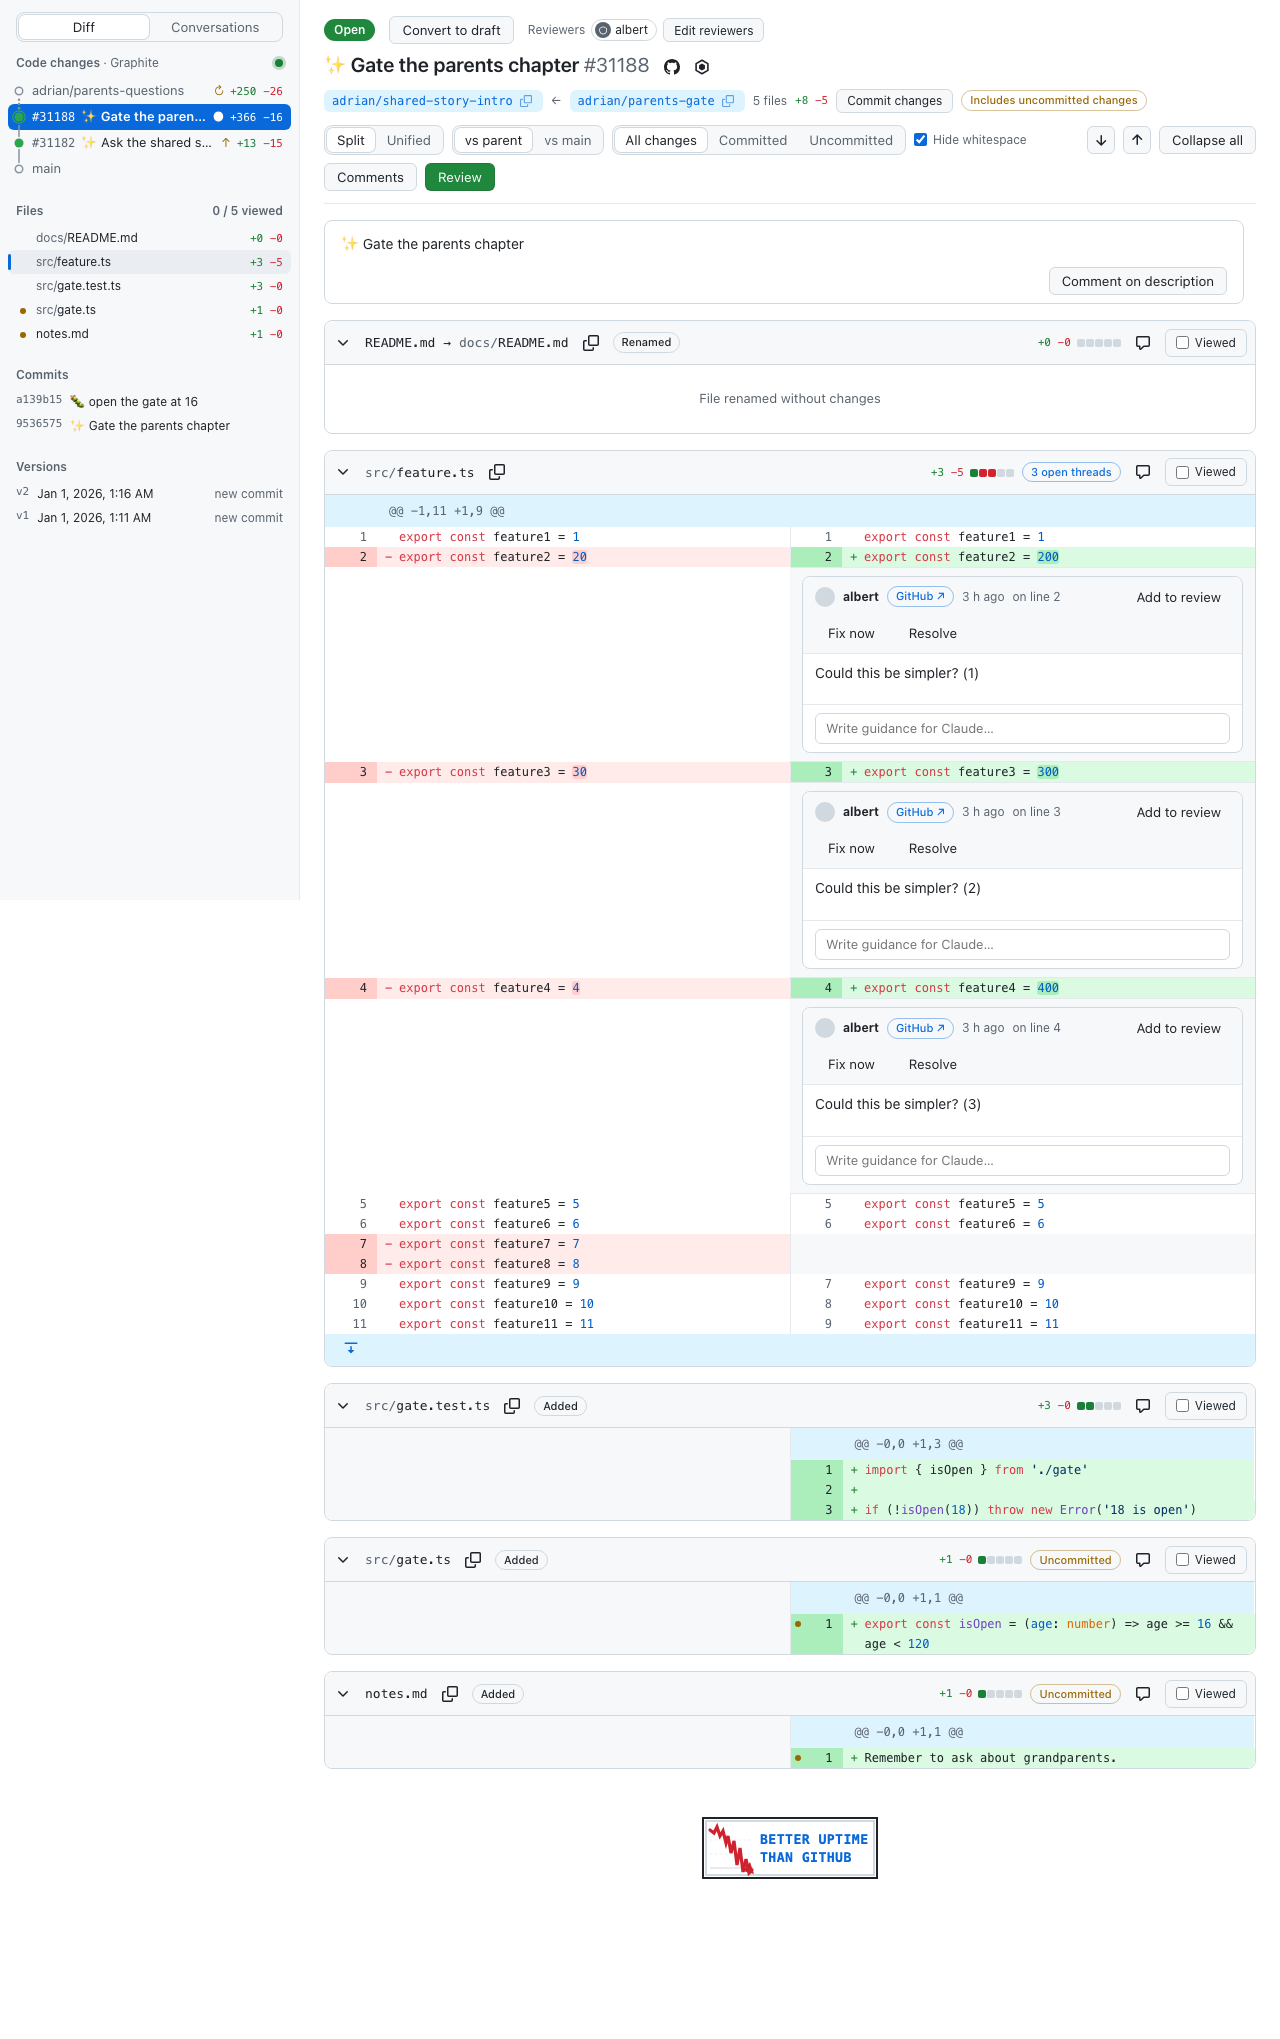 Diff Conversations
Code changes · Graphite
adrian/parents-questions +250 −26
#31188 ✨ Gate the paren... +366 −16
#31182 ✨ Ask the shared s... ↑ +13 −15
main
Files 0 / 5 viewed
docs/README.md +0 −0
src/feature.ts +3 −5
src/gate.test.ts +3 −0
src/gate.ts +1 −0
notes.md +1 −0
Commits
a139b15 🐛 open the gate at 16
9536575 ✨ Gate the parents chapter
Versions
v2 Jan 1, 2026, 1:16 AM new commit
v1 Jan 1, 2026, 1:11 AM new commit
Open Convert to draft Reviewers albert Edit reviewers
✨ Gate the parents chapter #31188
adrian/shared-story-intro ← adrian/parents-gate 5 files +8 −5 Commit changes Includes uncommitted changes
Split Unified vs parent vs main All changes Committed Uncommitted Hide whitespace ↓ ↑ Collapse all
Comments Review
✨ Gate the parents chapter
Comment on description
README.md → docs/README.md Renamed +0 −0 Viewed
File renamed without changes
src/feature.ts +3 −5 3 open threads Viewed
@@ −1,11 +1,9 @@
1 export const feature1 = 1 1 export const feature1 = 1
2 − export const feature2 = 20 2 + export const feature2 = 200
albert GitHub ↗ 3 h ago on line 2 Add to review
Fix now Resolve
Could this be simpler? (1)
Write guidance for Claude…
3 − export const feature3 = 30 3 + export const feature3 = 300
albert GitHub ↗ 3 h ago on line 3 Add to review
Fix now Resolve
Could this be simpler? (2)
Write guidance for Claude…
4 − export const feature4 = 4 4 + export const feature4 = 400
albert GitHub ↗ 3 h ago on line 4 Add to review
Fix now Resolve
Could this be simpler? (3)
Write guidance for Claude…
5 export const feature5 = 5 5 export const feature5 = 5
6 export const feature6 = 6 6 export const feature6 = 6
7 − export const feature7 = 7
8 − export const feature8 = 8
9 export const feature9 = 9 7 export const feature9 = 9
10 export const feature10 = 10 8 export const feature10 = 10
11 export const feature11 = 11 9 export const feature11 = 11
src/gate.test.ts Added +3 −0 Viewed
@@ −0,0 +1,3 @@
1 + import { isOpen } from './gate'
2 +
3 + if (!isOpen(18)) throw new Error('18 is open')
src/gate.ts Added +1 −0 Uncommitted Viewed
@@ −0,0 +1,1 @@
1 + export const isOpen = (age: number) => age >= 16 &&
age < 120
notes.md Added +1 −0 Uncommitted Viewed
@@ −0,0 +1,1 @@
1 + Remember to ask about grandparents.
BETTER UPTIME
THAN GITHUB